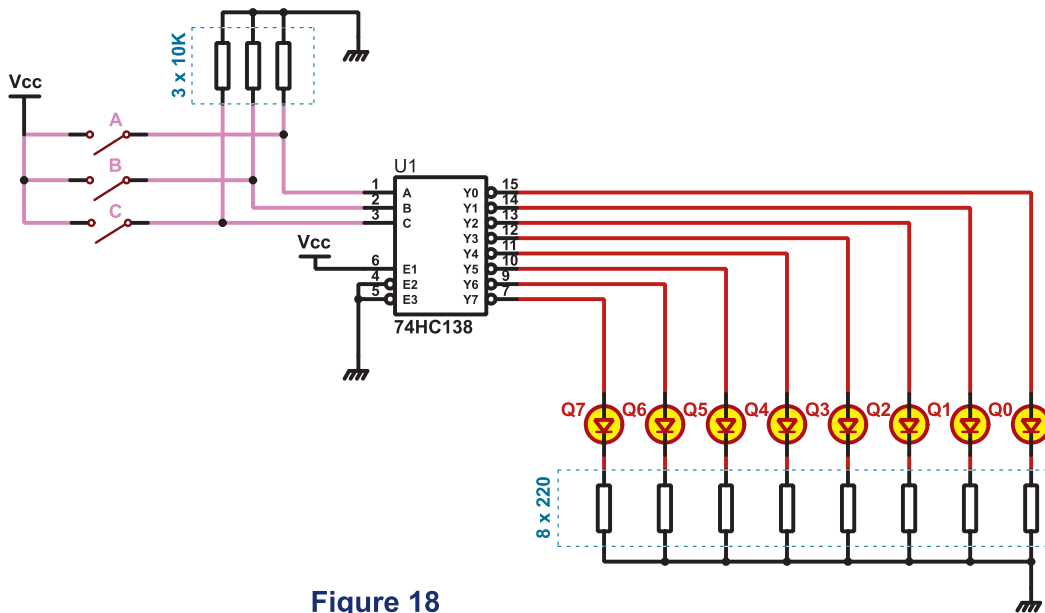 3 x 10K
Vcc
A
B
C
U1
1 A Y0 15
2 B Y1 14
3 C Y2 13
Y3 12
Y4 11
Vcc
6 E1 Y5 10
4 E2 Y6 9
5 E3 Y7 7
74HC138
Q7 Q6 Q5 Q4 Q3 Q2 Q1 Q0
8 x 220
Figure 18